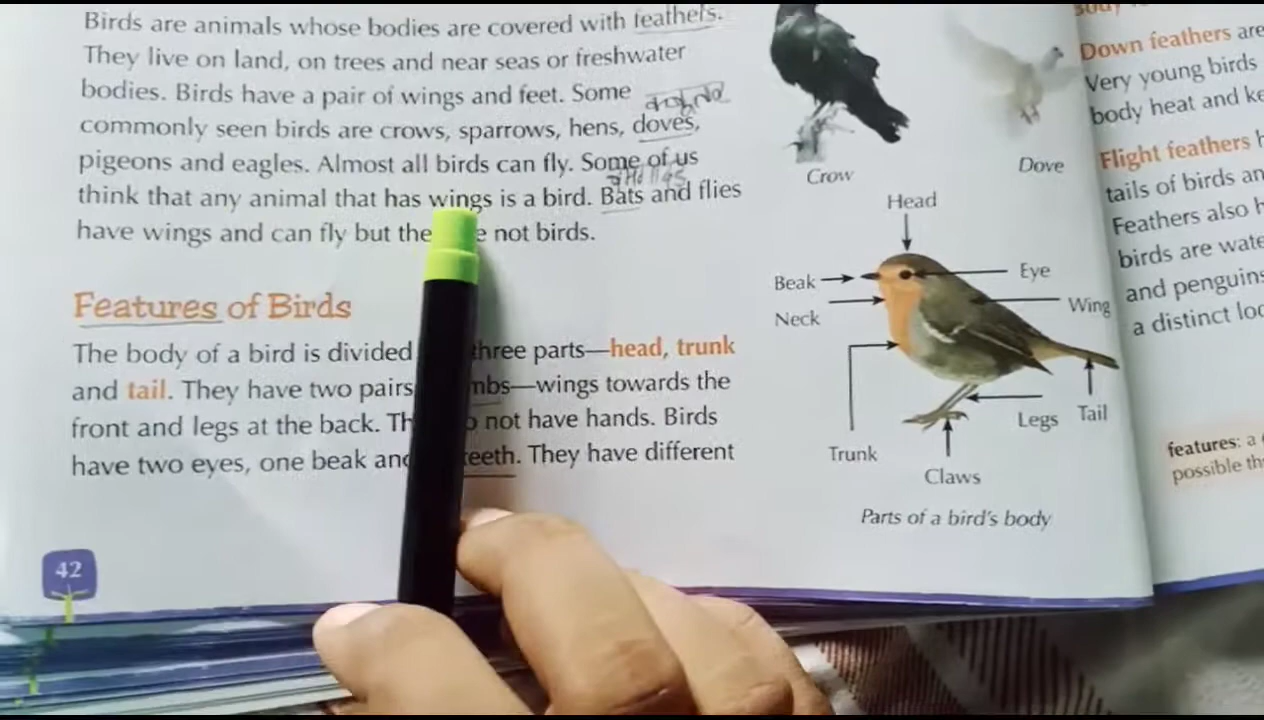 Birds are animals whose bodies are covered with feathers.
They live on land, on trees and near seas or freshwater
bodies. Birds have a pair of wings and feet. Some
commonly seen birds are crows, sparrows, hens, doves,
pigeons and eagles. Almost all birds can fly. Some of us
think that any animal that has wings is a bird. Bats and flies
have wings and can fly but the e not birds.
Features of Birds
The body of a bird is divided three parts—head, trunk
and tail. They have two pairs mbs—wings towards the
front and legs at the back. Th not have hands. Birds
have two eyes, one beak and teeth. They have different
42
Crow
Dove
Head
Beak
Eye
Neck
Wing
Legs
Tail
Trunk
Claws
Parts of a bird's body
Down feathers are
Very young birds
body heat and ke
Flight feathers h
tails of birds an
Feathers also h
birds are wate
and penguins
a distinct loo
features: a
possible th